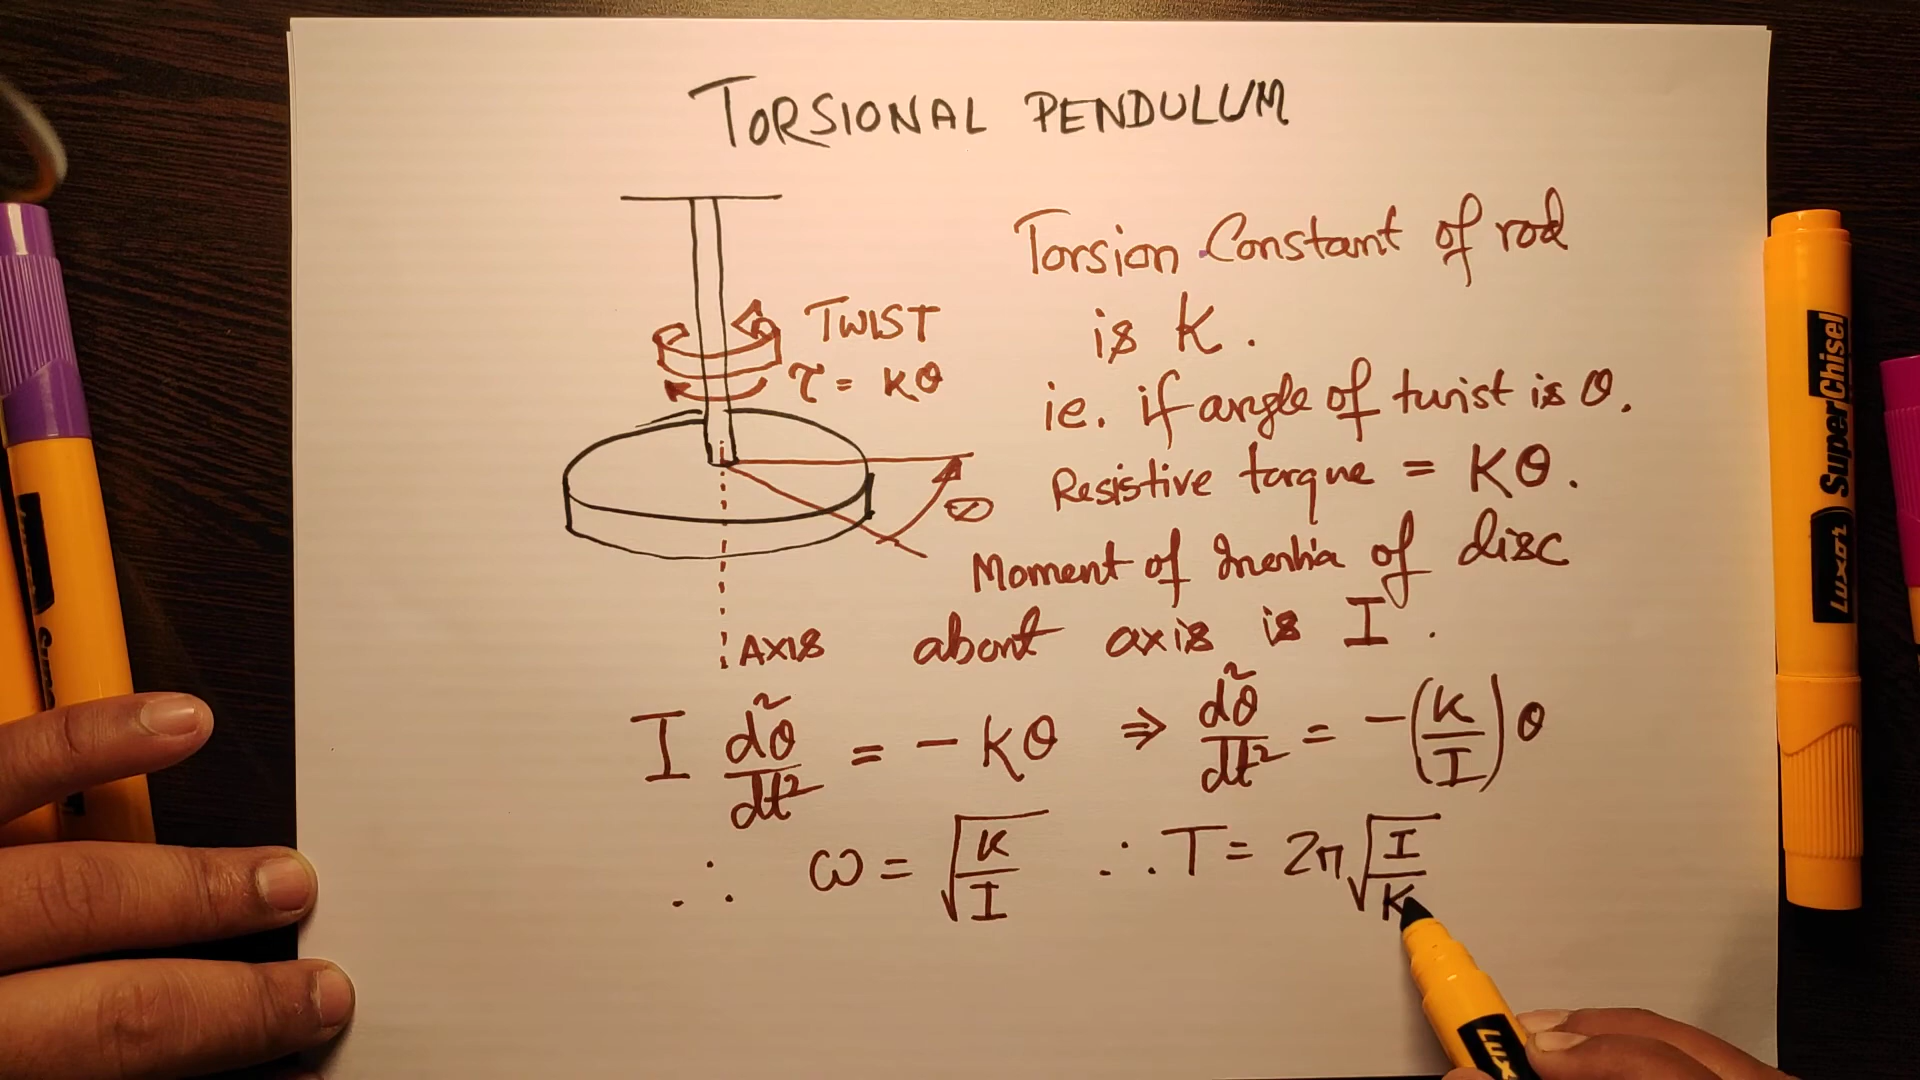 TORSIONAL PENDULUM
Torsion Constant of rod
is K.
TWIST
τ = Kθ
ie. if angle of twist is θ.
Resistive torque = Kθ.
θ
Moment of Inertia of disc
about axis is I.
AXIS
I d²θ/dt² = - Kθ ⇒ d²θ/dt² = -(K/I) θ
∴ ω = √(K/I) ∴ T = 2π√(I/K)
Luxor SuperChisel
Lux